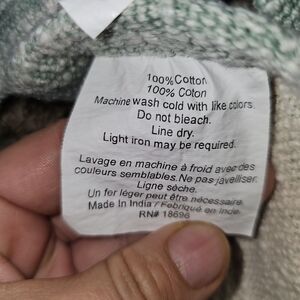 100% Cotton
100% Coton
Machine wash cold with like colors.
Do not bleach.
Line dry.
Light iron may be required.
Lavage en machine à froid avec des
couleurs semblables. Ne pas javelliser.
Ligne sèche.
Un fer léger peut être nécessaire.
Made In India / Fabriqué en Inde
RN# 18696